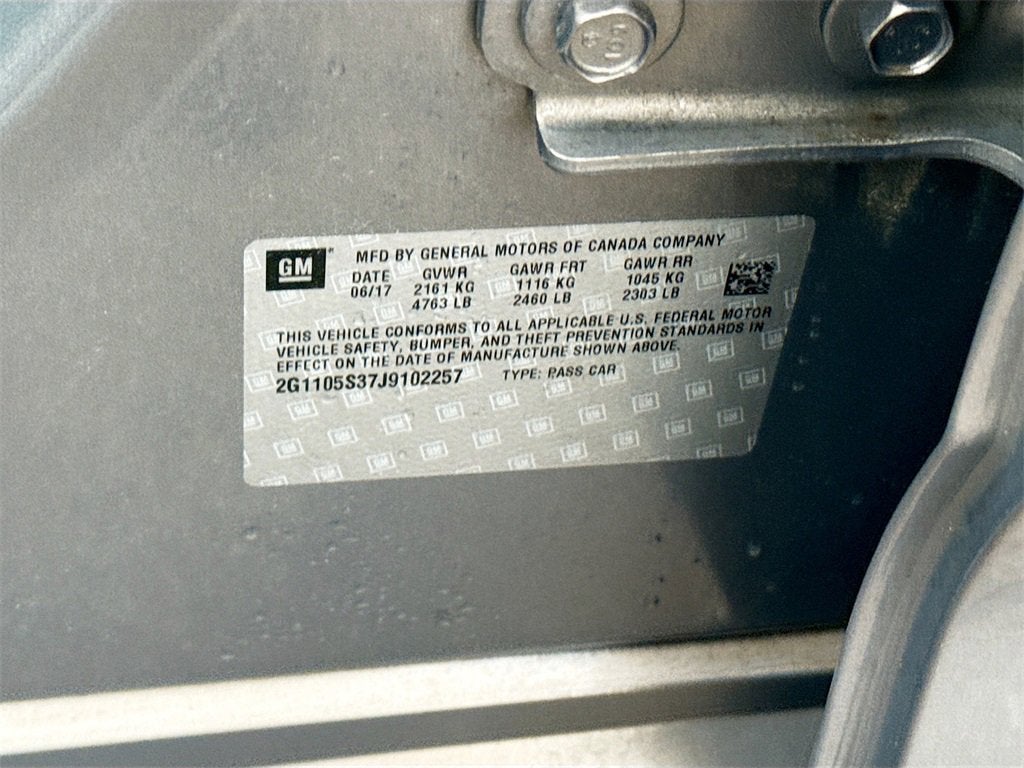 GM
MFD BY GENERAL MOTORS OF CANADA COMPANY
DATE GVWR GAWR FRT GAWR RR
06/17 2161 KG 1116 KG 1045 KG
4763 LB 2460 LB 2303 LB
THIS VEHICLE CONFORMS TO ALL APPLICABLE U.S. FEDERAL MOTOR
VEHICLE SAFETY, BUMPER, AND THEFT PREVENTION STANDARDS IN
EFFECT ON THE DATE OF MANUFACTURE SHOWN ABOVE.
2G1105S37J9102257 TYPE: PASS CAR